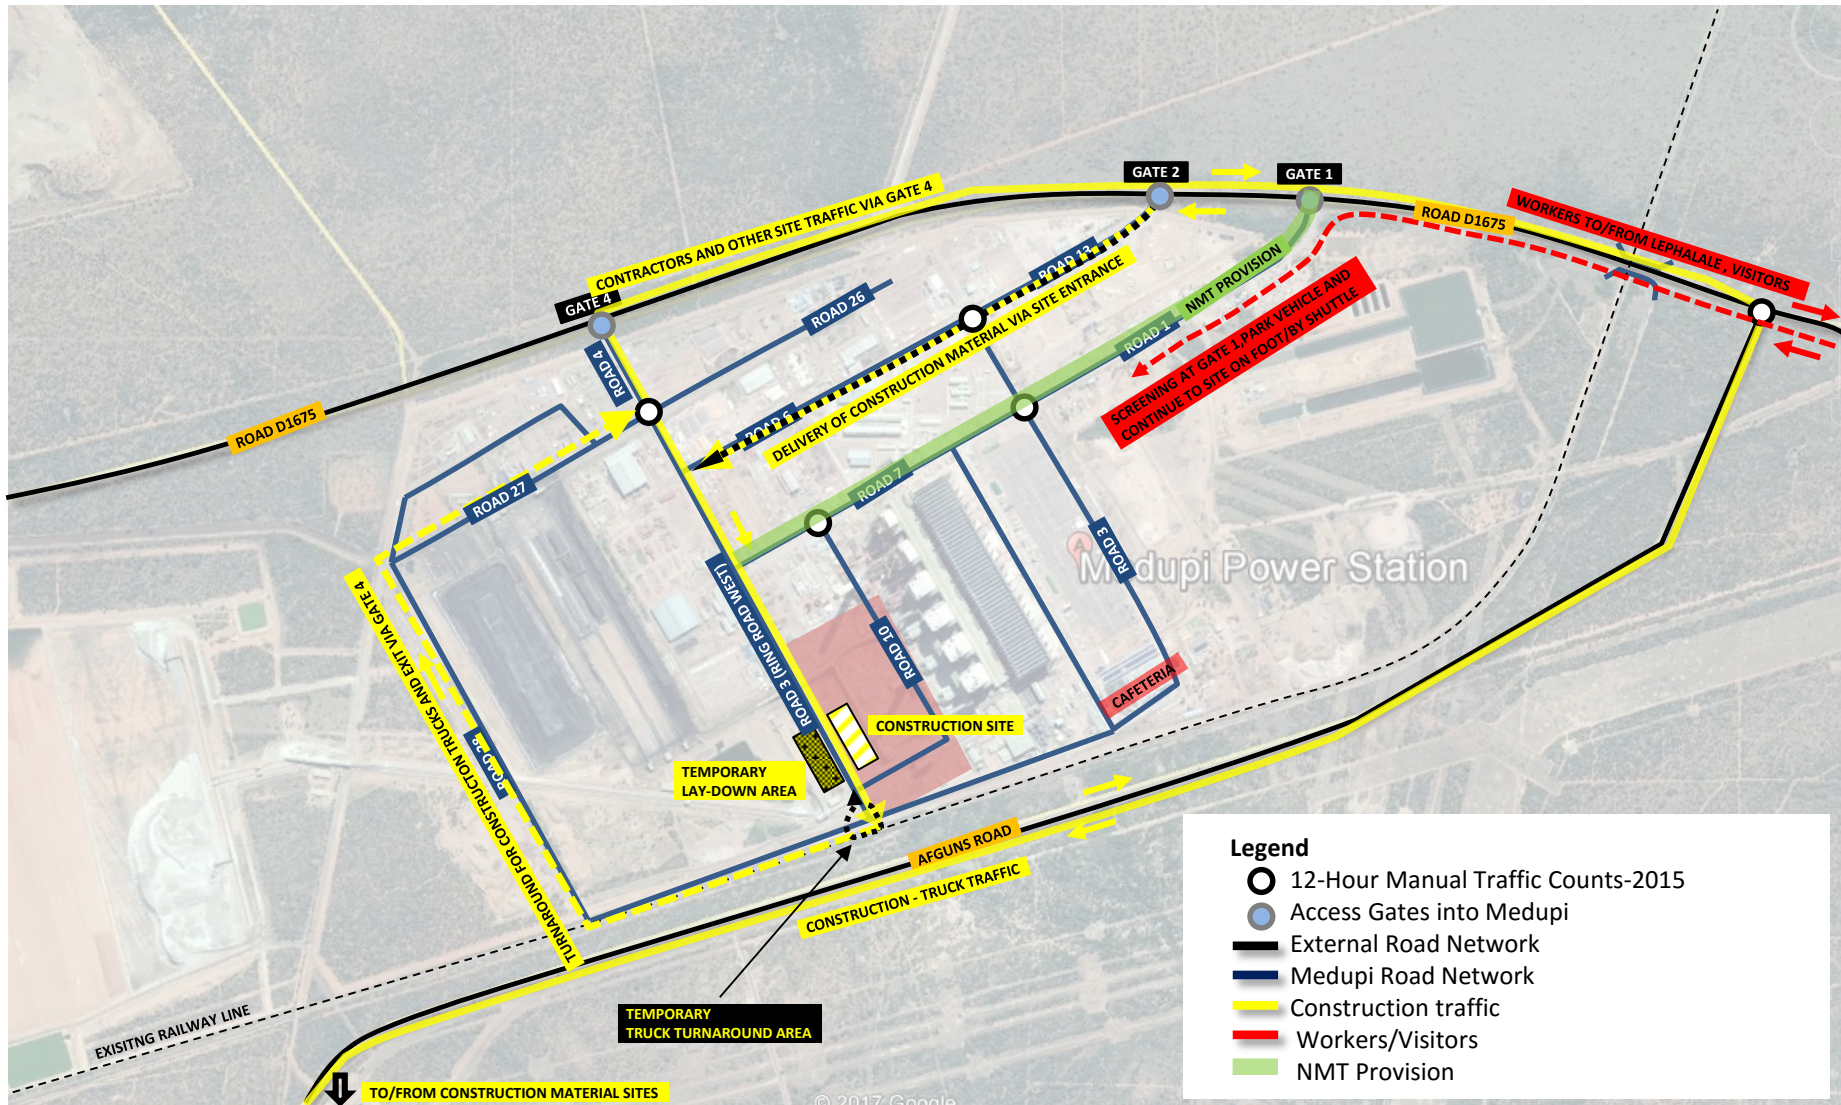 GATE 2
GATE 1
WORKERS TO/FROM LEPHALALE , VISITORS
CONTRACTORS AND OTHER SITE TRAFFIC VIA GATE 4
ROAD D1675
ROAD 13
NMT PROVISION
GATE 4
ROAD 26
SCREENING AT GATE 1,PARK VEHICLE AND
CONTINUE TO SITE ON FOOT/BY SHUTTLE
ROAD 1
ROAD 4
DELIVERY OF CONSTRUCTION MATERIAL VIA SITE ENTRANCE
ROAD 6
ROAD D1675
ROAD 27
ROAD 7
ROAD 3
A
Medupi Power Station
ROAD 3 (RING ROAD WEST)
ROAD 10
TURNAROUND FOR CONSTRUCTON TRUCKS AND EXIT VIA GATE 4
CAFETERIA
CONSTRUCTION SITE
TEMPORARY
LAY-DOWN AREA
AFGUNS ROAD
CONSTRUCTION - TRUCK TRAFFIC
TEMPORARY
TRUCK TURNAROUND AREA
EXISITNG RAILWAY LINE
TO/FROM CONSTRUCTION MATERIAL SITES
© 2017 Google
Legend
12-Hour Manual Traffic Counts-2015
Access Gates into Medupi
External Road Network
Medupi Road Network
Construction traffic
Workers/Visitors
NMT Provision